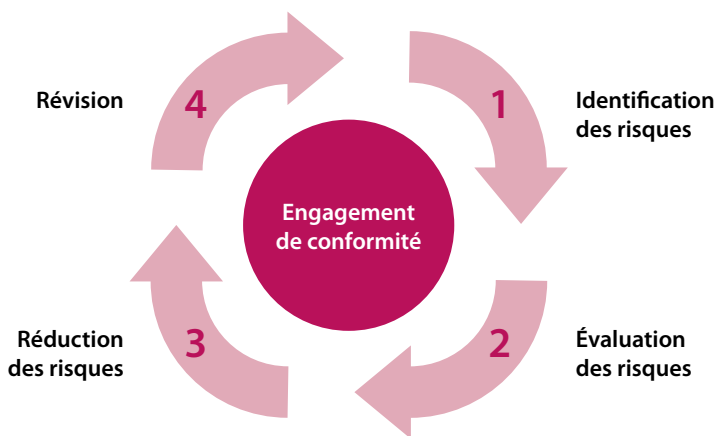 1
Identification
des risques
2
Évaluation
des risques
3
Réduction
des risques
4
Révision
Engagement
de conformité